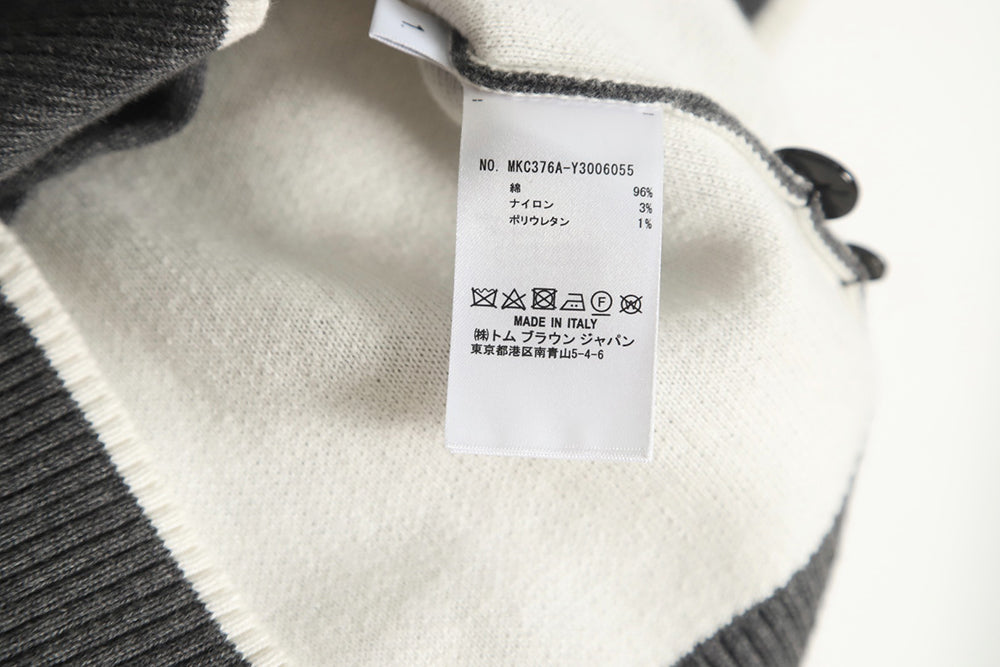 1
NO. MKC376A-Y3006055
綿 96%
ナイロン 3%
ポリウレタン 1%
F W
MADE IN ITALY
㈱トム ブラウン ジャパン
東京都港区南青山5-4-6